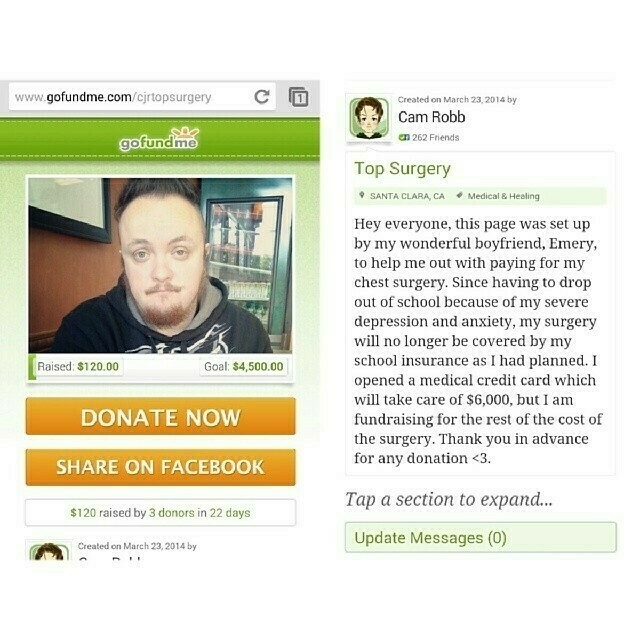 www.gofundme.com/cjrtopsurgery
1
gofundme
Raised: $120.00
Goal: $4,500.00
DONATE NOW
SHARE ON FACEBOOK
$120 raised by 3 donors in 22 days
Created on March 23, 2014 by
Created on March 23, 2014 by
Cam Robb
262 Friends
Top Surgery
SANTA CLARA, CA
Medical & Healing
Hey everyone, this page was set up
by my wonderful boyfriend, Emery,
to help me out with paying for my
chest surgery. Since having to drop
out of school because of my severe
depression and anxiety, my surgery
will no longer be covered by my
school insurance as I had planned. I
opened a medical credit card which
will take care of $6,000, but I am
fundraising for the rest of the cost of
the surgery. Thank you in advance
for any donation <3.
Tap a section to expand...
Update Messages (0)